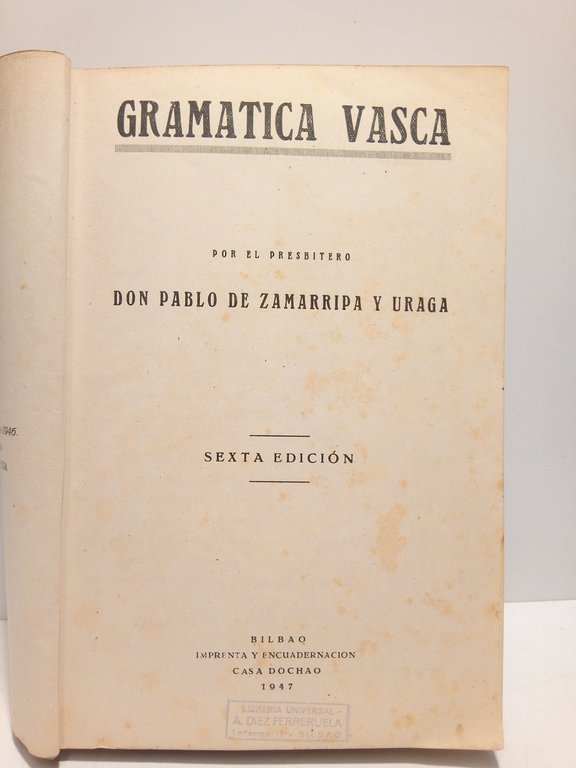 1946.
GRAMATICA VASCA
POR EL PRESBITERO
DON PABLO DE ZAMARRIPA Y URAGA
SEXTA EDICIÓN
BILBAO
IMPRENTA Y ENCUADERNACION
CASA DOCHAO
1947
LIBRERIA UNIVERSAL
A. DIEZ FERRERUELA
BILBAO